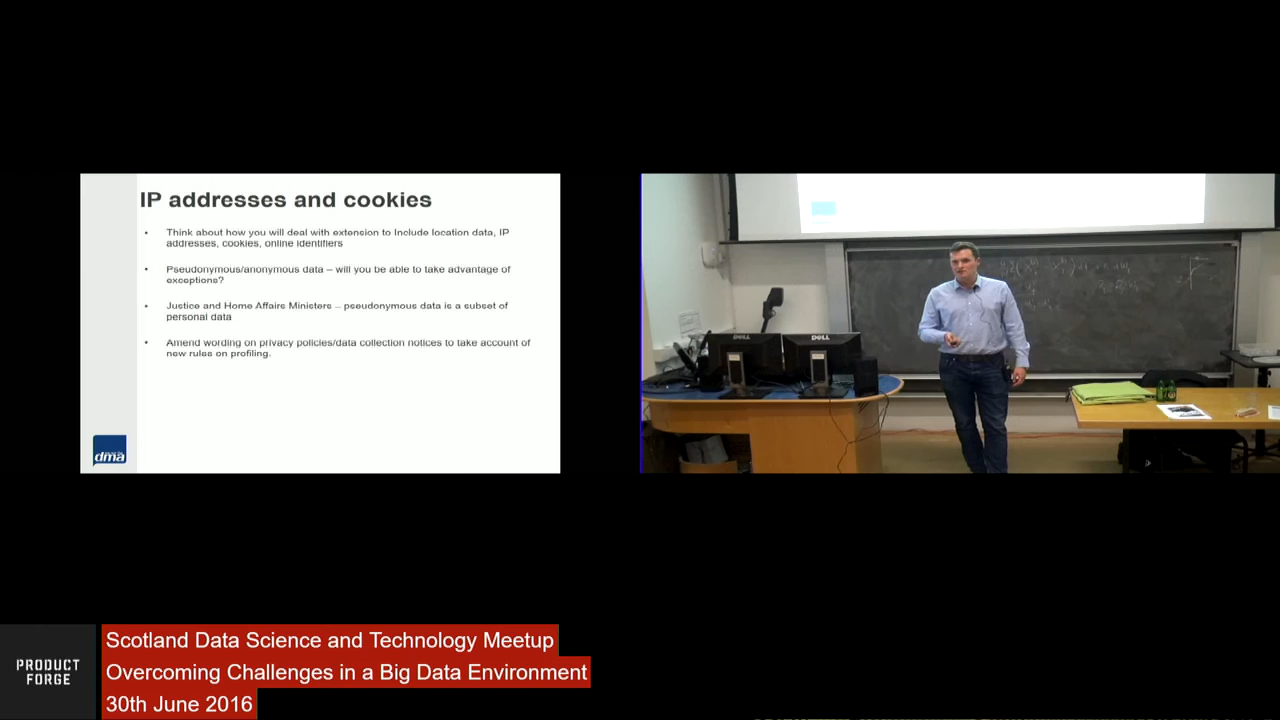 IP addresses and cookies
• Think about how you will deal with extension to include location data, IP
addresses, cookies, online identifiers
• Pseudonymous/anonymous data – will you be able to take advantage of
exceptions?
• Justice and Home Affairs Ministers – pseudonymous data is a subset of
personal data
• Amend wording on privacy policies/data collection notices to take account of
new rules on profiling.
dma
DELL
DELL
PRODUCT
FORGE
Scotland Data Science and Technology Meetup
Overcoming Challenges in a Big Data Environment
30th June 2016